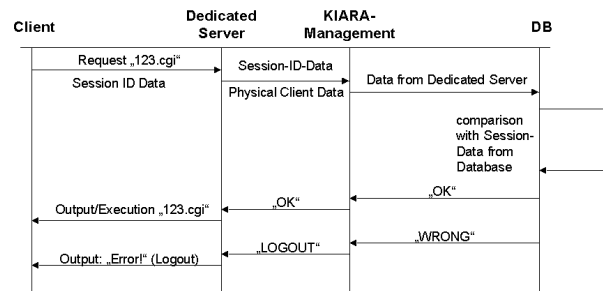 Client
Dedicated
Server
KIARA-
Management
DB
Request „123.cgi“
Session ID Data
Session-ID-Data
Physical Client Data
Data from Dedicated Server
comparison
with Session-
Data from
Database
„OK“
„OK“
Output/Execution „123.cgi“
„WRONG“
„LOGOUT“
Output: „Error!“ (Logout)